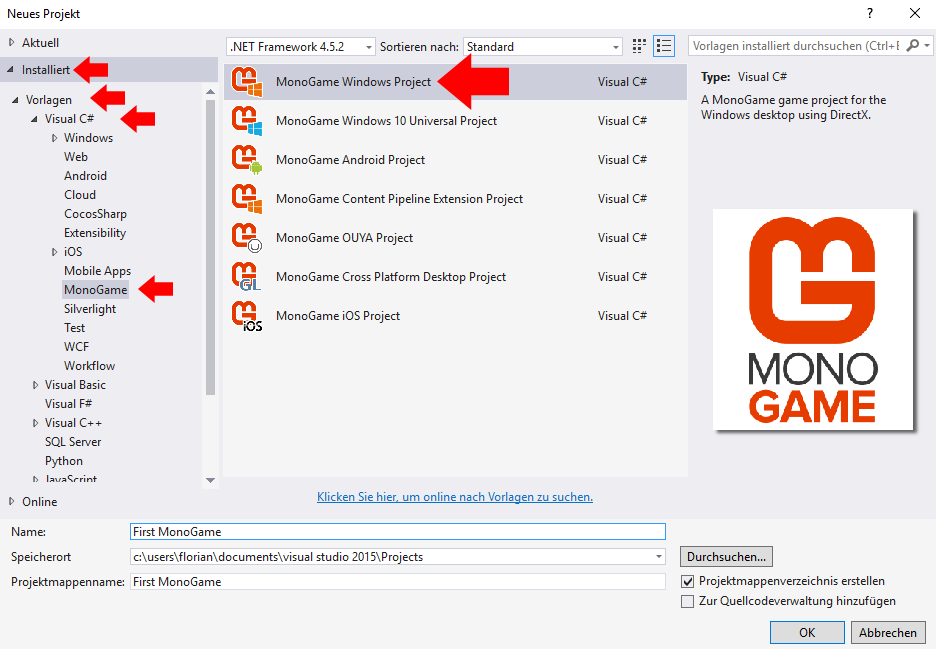 Neues Projekt
? 
Aktuell
.NET Framework 4.5.2 Sortieren nach: Standard
Vorlagen installiert durchsuchen (Ctrl+E
Installiert
Vorlagen
Visual C#
Windows
Web
Android
Cloud
CocosSharp
Extensibility
iOS
Mobile Apps
MonoGame
Silverlight
Test
WCF
Workflow
Visual Basic
Visual F#
Visual C++
SQL Server
Python
JavaScript
Online
MonoGame Windows Project Visual C#
MonoGame Windows 10 Universal Project Visual C#
MonoGame Android Project Visual C#
MonoGame Content Pipeline Extension Project Visual C#
MonoGame OUYA Project Visual C#
GL
MonoGame Cross Platform Desktop Project Visual C#
iOS
MonoGame iOS Project Visual C#
Klicken Sie hier, um online nach Vorlagen zu suchen.
Type: Visual C#
A MonoGame game project for the
Windows desktop using DirectX.
MONO
GAME
Name: First MonoGame
Speicherort c:\users\florian\documents\visual studio 2015\Projects Durchsuchen...
Projektmappenname: First MonoGame
Projektmappenverzeichnis erstellen
Zur Quellcodeverwaltung hinzufügen
OK Abbrechen